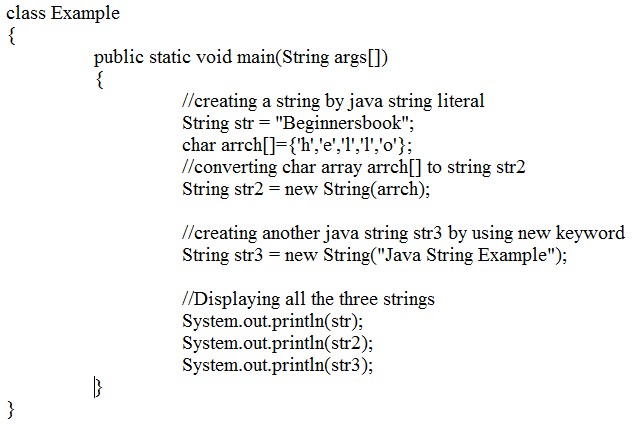 class Example
{
public static void main(String args[])
{
//creating a string by java string literal
String str = "Beginnersbook";
char arrch[]={'h','e','l','l','o'};
//converting char array arrch[] to string str2
String str2 = new String(arrch);
//creating another java string str3 by using new keyword
String str3 = new String("Java String Example");
//Displaying all the three strings
System.out.println(str);
System.out.println(str2);
System.out.println(str3);
}
}